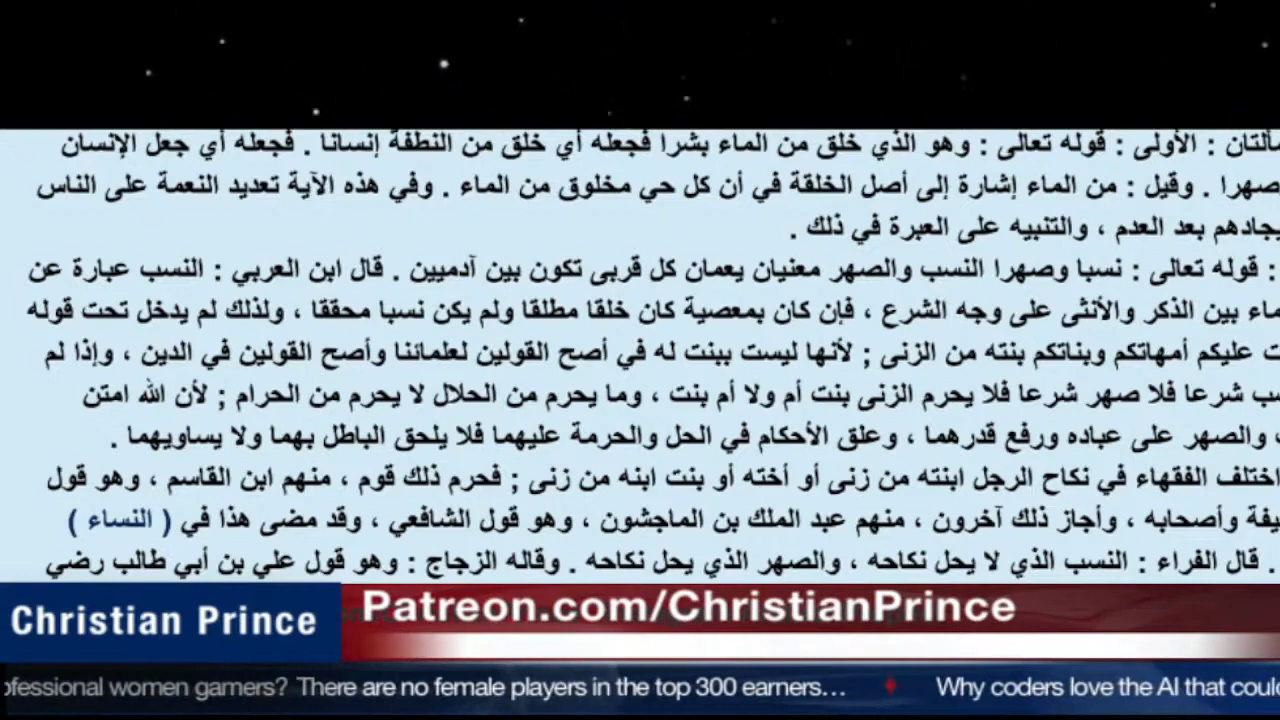 مألتان : الأولى : قوله تعالى : وهو الذي خلق من الماء بشرا فجعله أي خلق من النطفة إنسانا . فجعله أي جعل الإنسان
صهرا . وقيل : من الماء إشارة إلى أصل الخلقة في أن كل حي مخلوق من الماء . وفي هذه الآية تعديد النعمة على الناس
يجادهم بعد العدم ، والتنبيه على العبرة في ذلك .
: قوله تعالى : نسبا وصهرا النسب والصهر معنيان يعمان كل قربى تكون بين آدميين . قال ابن العربي : النسب عبارة عن
ماء بين الذكر والأنثى على وجه الشرع ، فإن كان بمعصية كان خلقا مطلقا ولم يكن نسبا محققا ، ولذلك لم يدخل تحت قوله
ت عليكم أمهاتكم وبناتكم بنته من الزنى ; لأنها ليست ببنت له في أصح القولين لعلمائنا وأصح القولين في الدين ، وإذا لم
سب شرعا فلا صهر شرعا فلا يحرم الزنى بنت أم ولا أم بنت ، وما يحرم من الحلال لا يحرم من الحرام ; لأن الله امتن
ب والصهر على عباده ورفع قدرهما ، وعلق الأحكام في الحل والحرمة عليهما فلا يلحق الباطل بهما ولا يساويهما .
اختلف الفقهاء في نكاح الرجل ابنته من زنى أو أخته أو بنت ابنه من زنى ; فحرم ذلك قوم ، منهم ابن القاسم ، وهو قول
يفة وأصحابه ، وأجاز ذلك آخرون ، منهم عبد الملك بن الماجشون ، وهو قول الشافعي ، وقد مضى هذا في ( النساء )
. قال الفراء : النسب الذي لا يحل نكاحه ، والصهر الذي يحل نكاحه . وقاله الزجاج : وهو قول علي بن أبي طالب رضي
Christian Prince
Patreon.com/ChristianPrince
ofessional women gamers? There are no female players in the top 300 earners… Why coders love the AI that could